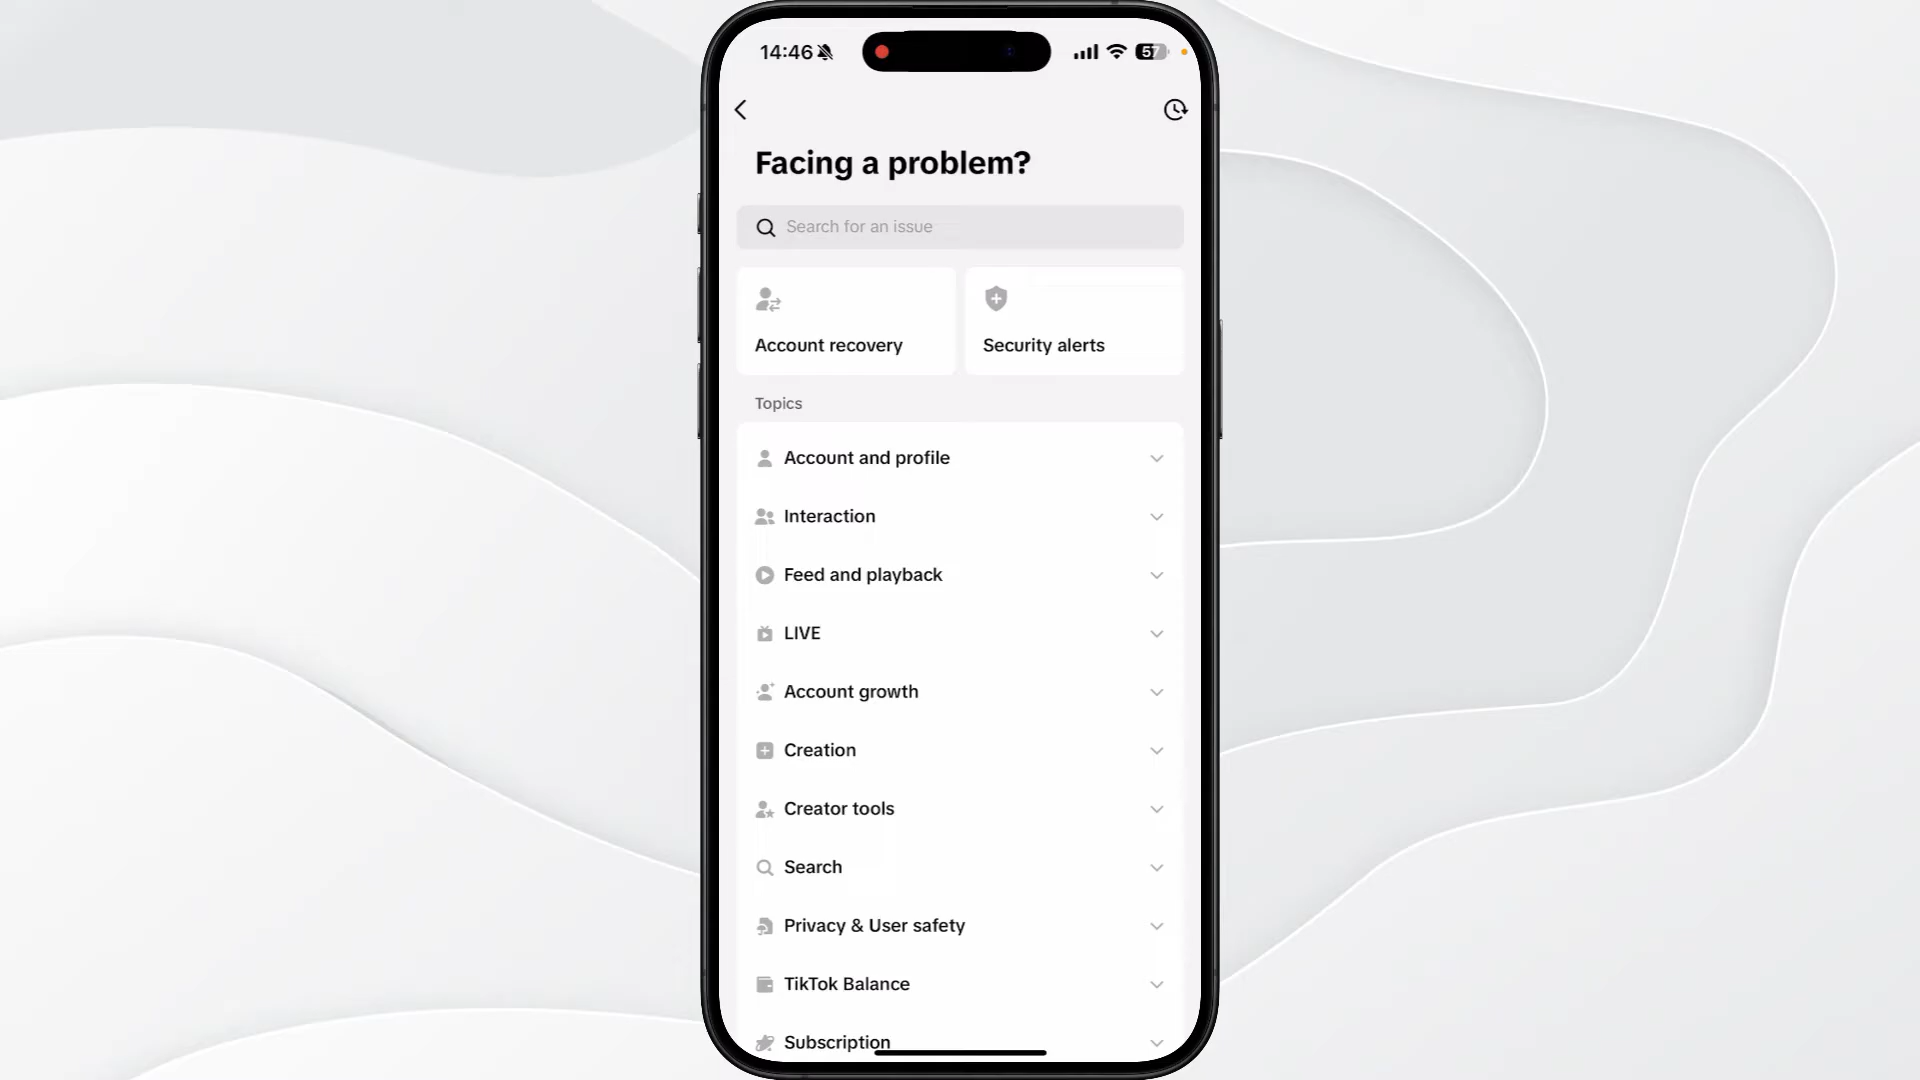 14:46
57
Facing a problem?
Search for an issue
Account recovery
Security alerts
Topics
Account and profile
Interaction
Feed and playback
LIVE
Account growth
Creation
Creator tools
Search
Privacy & User safety
TikTok Balance
Subscription